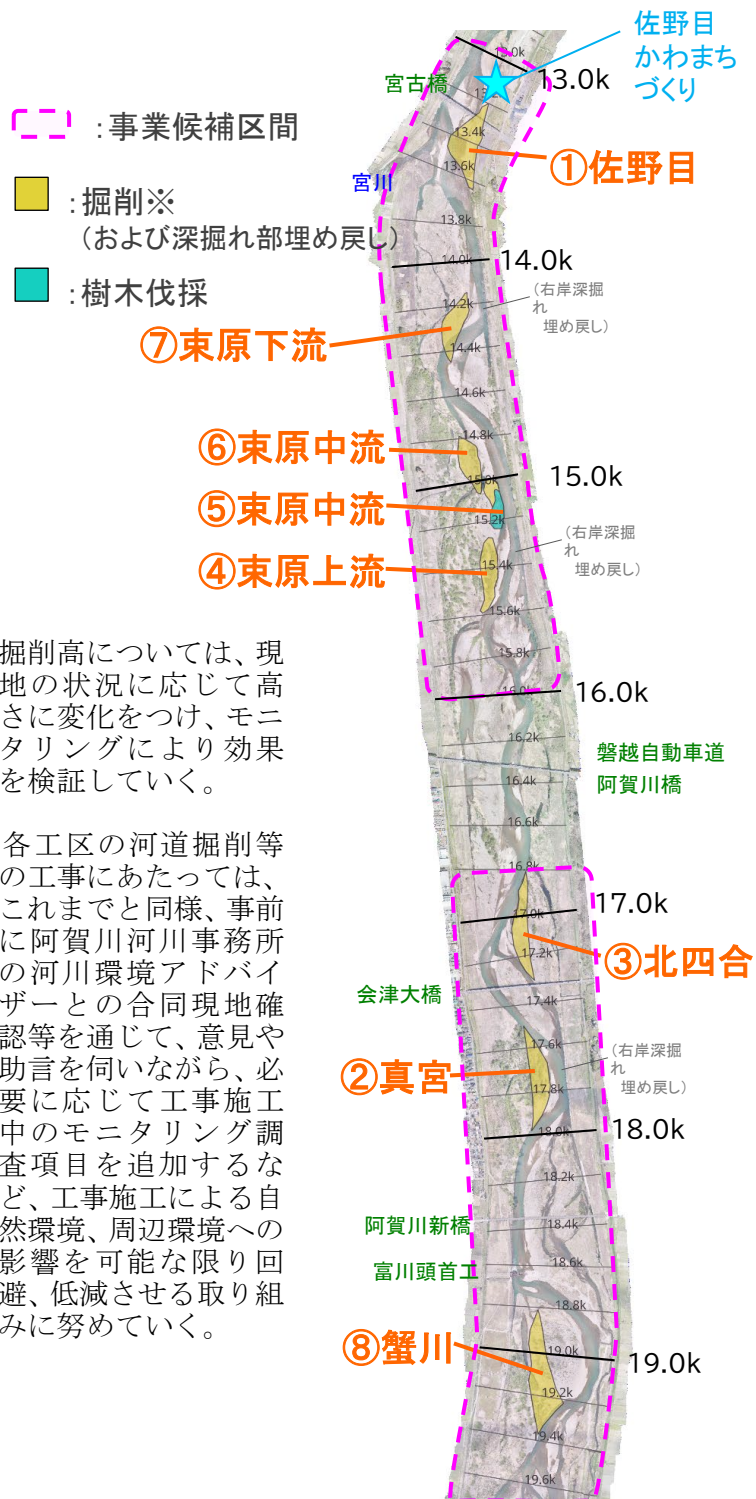 佐野目
かわまち
づくり
13.0k
13.0k
宮古橋
13.2k
:事業候補区間
13.4k
①佐野目
13.6k
宮川
:掘削※
(および深掘れ部埋め戻し)
13.8k
14.0k
14.0k
:樹木伐採
14.2k
(右岸深掘
れ
埋め戻し)
⑦束原下流
14.4k
14.6k
14.8k
⑥束原中流
15.0k
15.0k
⑤束原中流
15.2k
(右岸深掘
れ
埋め戻し)
④束原上流
15.4k
15.6k
15.8k
16.0k
16.0k
掘削高については、現
地の状況に応じて高
さに変化をつけ、モニ
タリングにより効果
を検証していく。
16.2k
磐越自動車道
阿賀川橋
16.4k
16.6k
各工区の河道掘削等
の工事にあたっては、
これまでと同様、事前
に阿賀川河川事務所
の河川環境アドバイ
ザーとの合同現地確
認等を通じて、意見や
助言を伺いながら、必
要に応じて工事施工
中のモニタリング調
査項目を追加するな
ど、工事施工による自
然環境、周辺環境への
影響を可能な限り回
避、低減させる取り組
みに努めていく。
16.8k
17.0k
17.0k
17.2k
③北四合
会津大橋
17.4k
17.6k
(右岸深掘
れ
埋め戻し)
②真宮
17.8k
18.0k
18.0k
18.2k
阿賀川新橋
18.4k
富川頭首工
18.6k
18.8k
⑧蟹川
19.0k
19.0k
19.2k
19.4k
19.6k